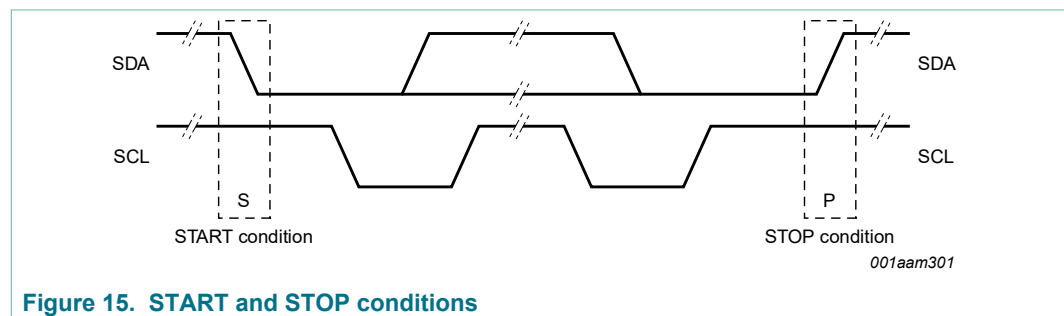 SDA SDA
SCL SCL
S P
START condition STOP condition
001aam301
Figure 15. START and STOP conditions